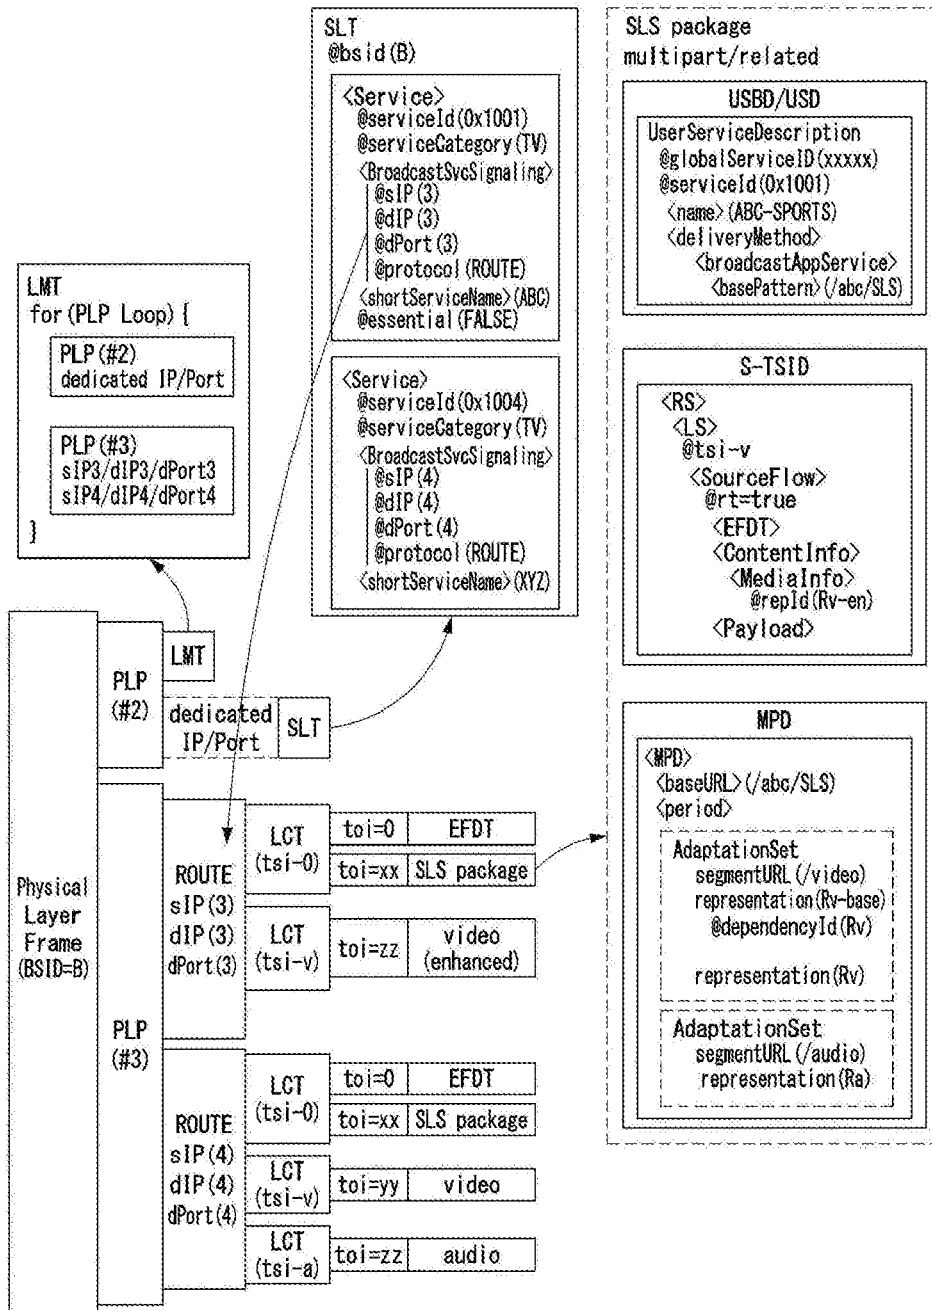 SLT
@bsid(B)
<Service>
@serviceId(0x1001)
@serviceCategory(TV)
<BroadcastSvcSignaling>
@sIP(3)
@dIP(3)
@dPort(3)
@protocol(ROUTE)
<shortServiceName>(ABC)
@essential(FALSE)
<Service>
@serviceId(0x1004)
@serviceCategory(TV)
<BroadcastSvcSignaling>
@sIP(4)
@dIP(4)
@dPort(4)
@protocol(ROUTE)
<shortServiceName>(XYZ)
SLS package
multipart/related
USBD/USD
UserServiceDescription
@globalServiceID(xxxxx)
@serviceId(0x1001)
<name>(ABC-SPORTS)
<deliveryMethod>
<broadcastAppService>
<basePattern>(/abc/SLS)
S-TSID
<RS>
<LS>
@tsi-v
<SourceFlow>
@rt=true
<EFDT>
<ContentInfo>
<MediaInfo>
@repId(Rv-en)
<Payload>
MPD
<MPD>
<baseURL>(/abc/SLS)
<period>
AdaptationSet
segmentURL(/video)
representation(Rv-base)
@dependencyId(Rv)
representation(Rv)
AdaptationSet
segmentURL(/audio)
representation(Ra)
LMT
for(PLP Loop){
PLP(#2)
dedicated IP/Port
PLP(#3)
sIP3/dIP3/dPort3
sIP4/dIP4/dPort4
}
Physical
Layer
Frame
(BSID=B)
PLP
(#2)
LMT
dedicated
IP/Port
SLT
PLP
(#3)
ROUTE
sIP(3)
dIP(3)
dPort(3)
LCT
(tsi-0)
toi=0
EFDT
toi=xx
SLS package
LCT
(tsi-v)
toi=zz
video
(enhanced)
ROUTE
sIP(4)
dIP(4)
dPort(4)
LCT
(tsi-0)
toi=0
EFDT
toi=xx
SLS package
LCT
(tsi-v)
toi=yy
video
LCT
(tsi-a)
toi=zz
audio